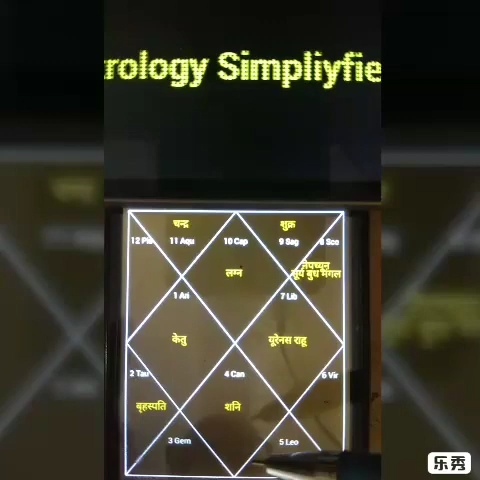 rology Simpliyfie
चन्द्र
शुक्र
12 Pis
11 Aqu
10 Cap
9 Sag
8 Sco
लग्न
नेपच्यून
सूर्य बुध मंगल
1 Ari
7 Lib
केतु
यूरेनस राहू
2 Tau
4 Can
6 Vir
बृहस्पति
शनि
3 Gem
5 Leo
乐秀